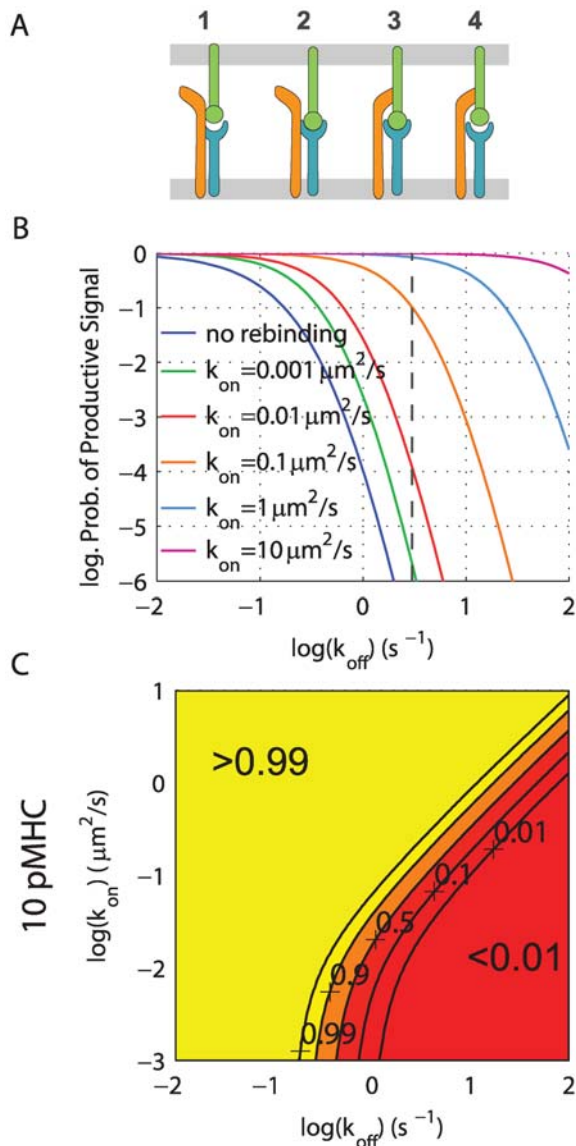 A
1 2 3 4
B
log. Prob. of Productive Signal
0
-1
-2
-3
-4
-5
-6
no rebinding
k_on=0.001 μm²/s
k_on=0.01 μm²/s
k_on=0.1 μm²/s
k_on=1 μm²/s
k_on=10 μm²/s
-2 -1 0 1 2
log(k_off) (s⁻¹)
C
10 pMHC
log(k_on) (μm²/s)
1
0
-1
-2
-3
>0.99
0.01
0.1
0.5
0.9
0.99
<0.01
-2 -1 0 1 2
log(k_off) (s⁻¹)